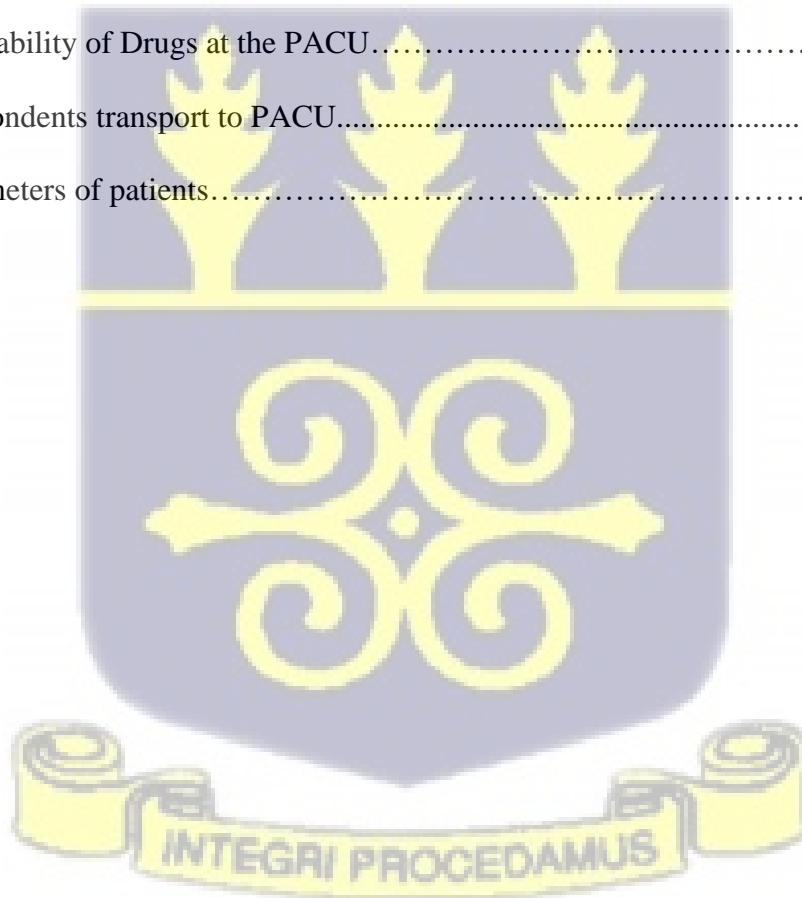 ability of Drugs at the PACU……………………………………
ondents transport to PACU......................................................................
neters of patients……………………………………………………
INTEGRI PROCEDAMUS